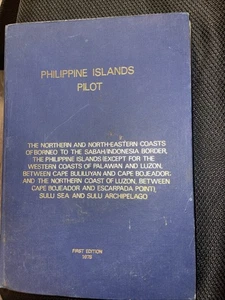 PHILIPPINE ISLANDS
PILOT
THE NORTHERN AND NORTH-EASTERN COASTS
OF BORNEO TO THE SABAH/INDONESIA BORDER,
THE PHILIPPINE ISLANDS (EXCEPT FOR THE
WESTERN COASTS OF PALAWAN AND LUZON,
BETWEEN CAPE BULILUYAN AND CAPE BOJEADOR;
AND THE NORTHERN COAST OF LUZON, BETWEEN
CAPE BOJEADOR AND ESCARPADA POINT),
SULU SEA AND SULU ARCHIPELAGO
FIRST EDITION
1978